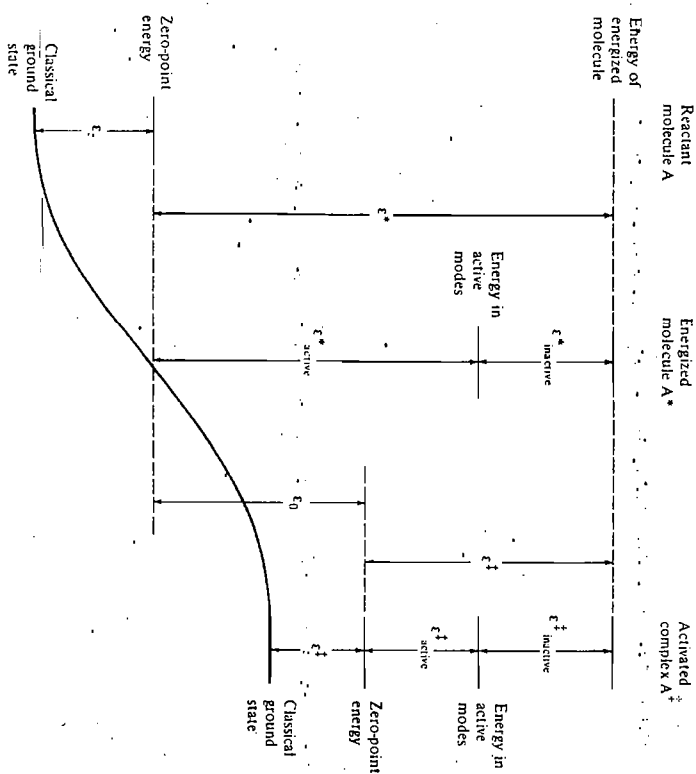 Reactant
molecule A
Energized
molecule A*
Activated
complex A‡
Energy of
energized
molecule
ε*
ε*
inactive
ε‡
ε‡
inactive
Energy in
active
modes
Energy in
active
modes
ε*
active
ε‡
active
Zero-point
energy
ε₀
Zero-point
energy
ε‡
Classical
ground
state
Classical
ground
state